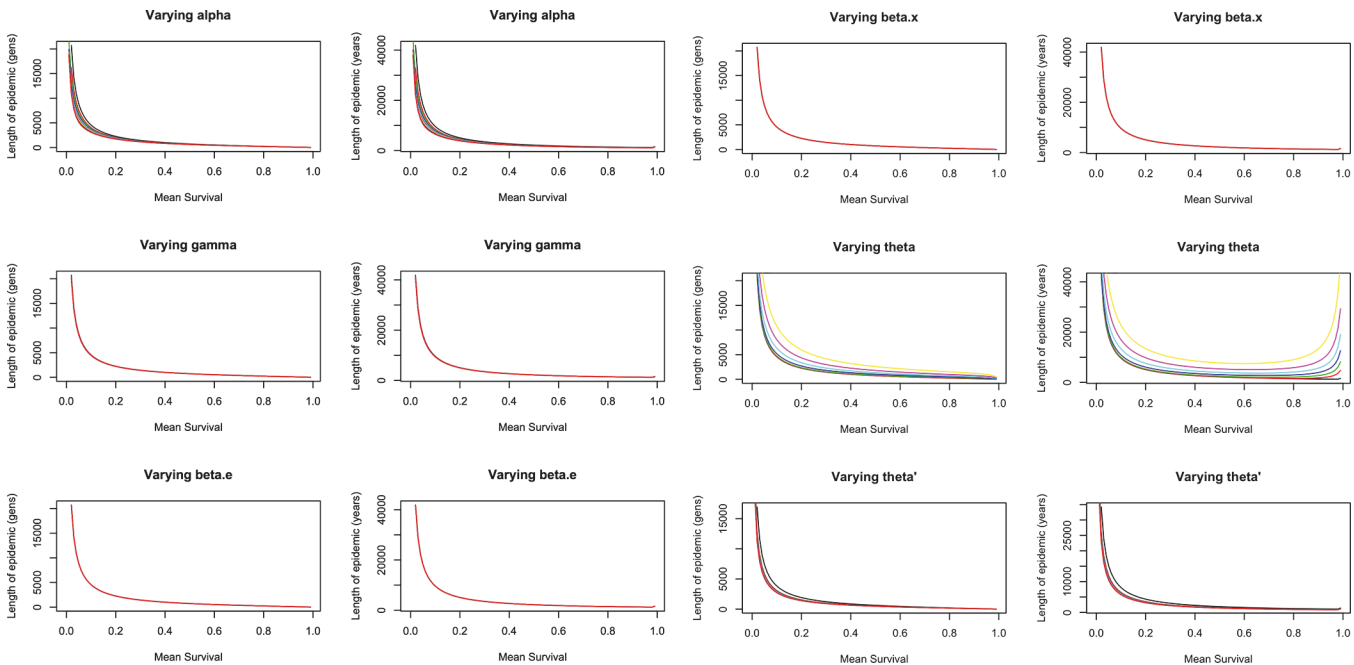 Varying alpha
Length of epidemic (gens)
0 5000 15000
0.0 0.2 0.4 0.6 0.8 1.0
Mean Survival
Varying alpha
Length of epidemic (years)
0 20000 40000
0.0 0.2 0.4 0.6 0.8 1.0
Mean Survival
Varying beta.x
Length of epidemic (gens)
0 5000 15000
0.0 0.2 0.4 0.6 0.8 1.0
Mean Survival
Varying beta.x
Length of epidemic (years)
0 20000 40000
0.0 0.2 0.4 0.6 0.8 1.0
Mean Survival
Varying gamma
Length of epidemic (gens)
0 5000 15000
0.0 0.2 0.4 0.6 0.8 1.0
Mean Survival
Varying gamma
Length of epidemic (years)
0 20000 40000
0.0 0.2 0.4 0.6 0.8 1.0
Mean Survival
Varying theta
Length of epidemic (gens)
0 5000 15000
0.0 0.2 0.4 0.6 0.8 1.0
Mean Survival
Varying theta
Length of epidemic (years)
0 20000 40000
0.0 0.2 0.4 0.6 0.8 1.0
Mean Survival
Varying beta.e
Length of epidemic (gens)
0 5000 15000
0.0 0.2 0.4 0.6 0.8 1.0
Mean Survival
Varying beta.e
Length of epidemic (years)
0 20000 40000
0.0 0.2 0.4 0.6 0.8 1.0
Mean Survival
Varying theta'
Length of epidemic (gens)
0 5000 15000
0.0 0.2 0.4 0.6 0.8 1.0
Mean Survival
Varying theta'
Length of epidemic (years)
0 10000 25000
0.0 0.2 0.4 0.6 0.8 1.0
Mean Survival